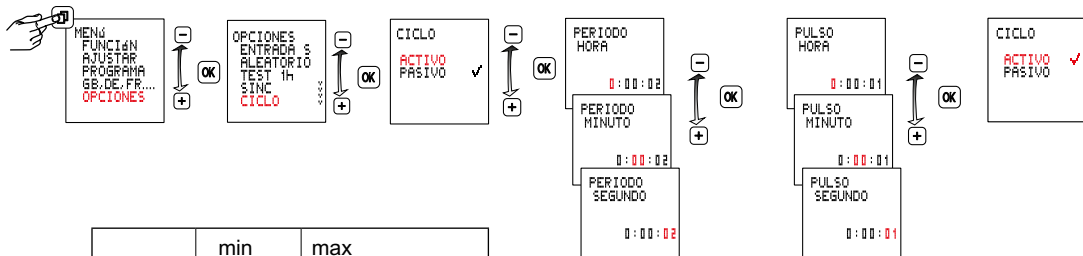 MENú
FUNCIóN
AJUSTAR
PROGRAMA
GB,DE,FR....
OPCIONES
-
+
OK
OPCIONES
ENTRADA S
ALEATORIO
TEST 1h
SINC
CICLO
-
+
OK
CICLO
ACTIVO
PASIVO ✓
-
+
OK
PERIODO
HORA
0:00:02
PERIODO
MINUTO
0:00:02
PERIODO
SEGUNDO
0:00:02
-
+
OK
PULSO
HORA
0:00:01
PULSO
MINUTO
0:00:01
PULSO
SEGUNDO
0:00:01
-
+
OK
CICLO
ACTIVO ✓
PASIVO
min max